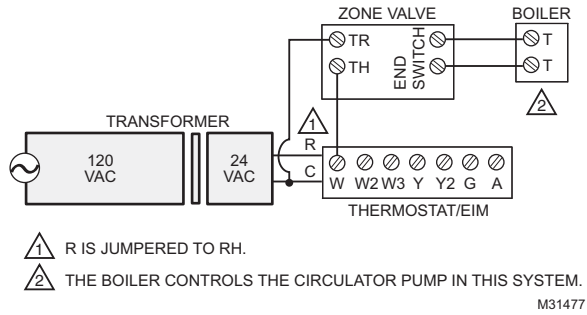 ZONE VALVE
BOILER
TR
TH
END
SWITCH
T
T
2
TRANSFORMER
1
R
C
120
VAC
24
VAC
W W2 W3 Y Y2 G A
THERMOSTAT/EIM
1 R IS JUMPERED TO RH.
2 THE BOILER CONTROLS THE CIRCULATOR PUMP IN THIS SYSTEM.
M31477